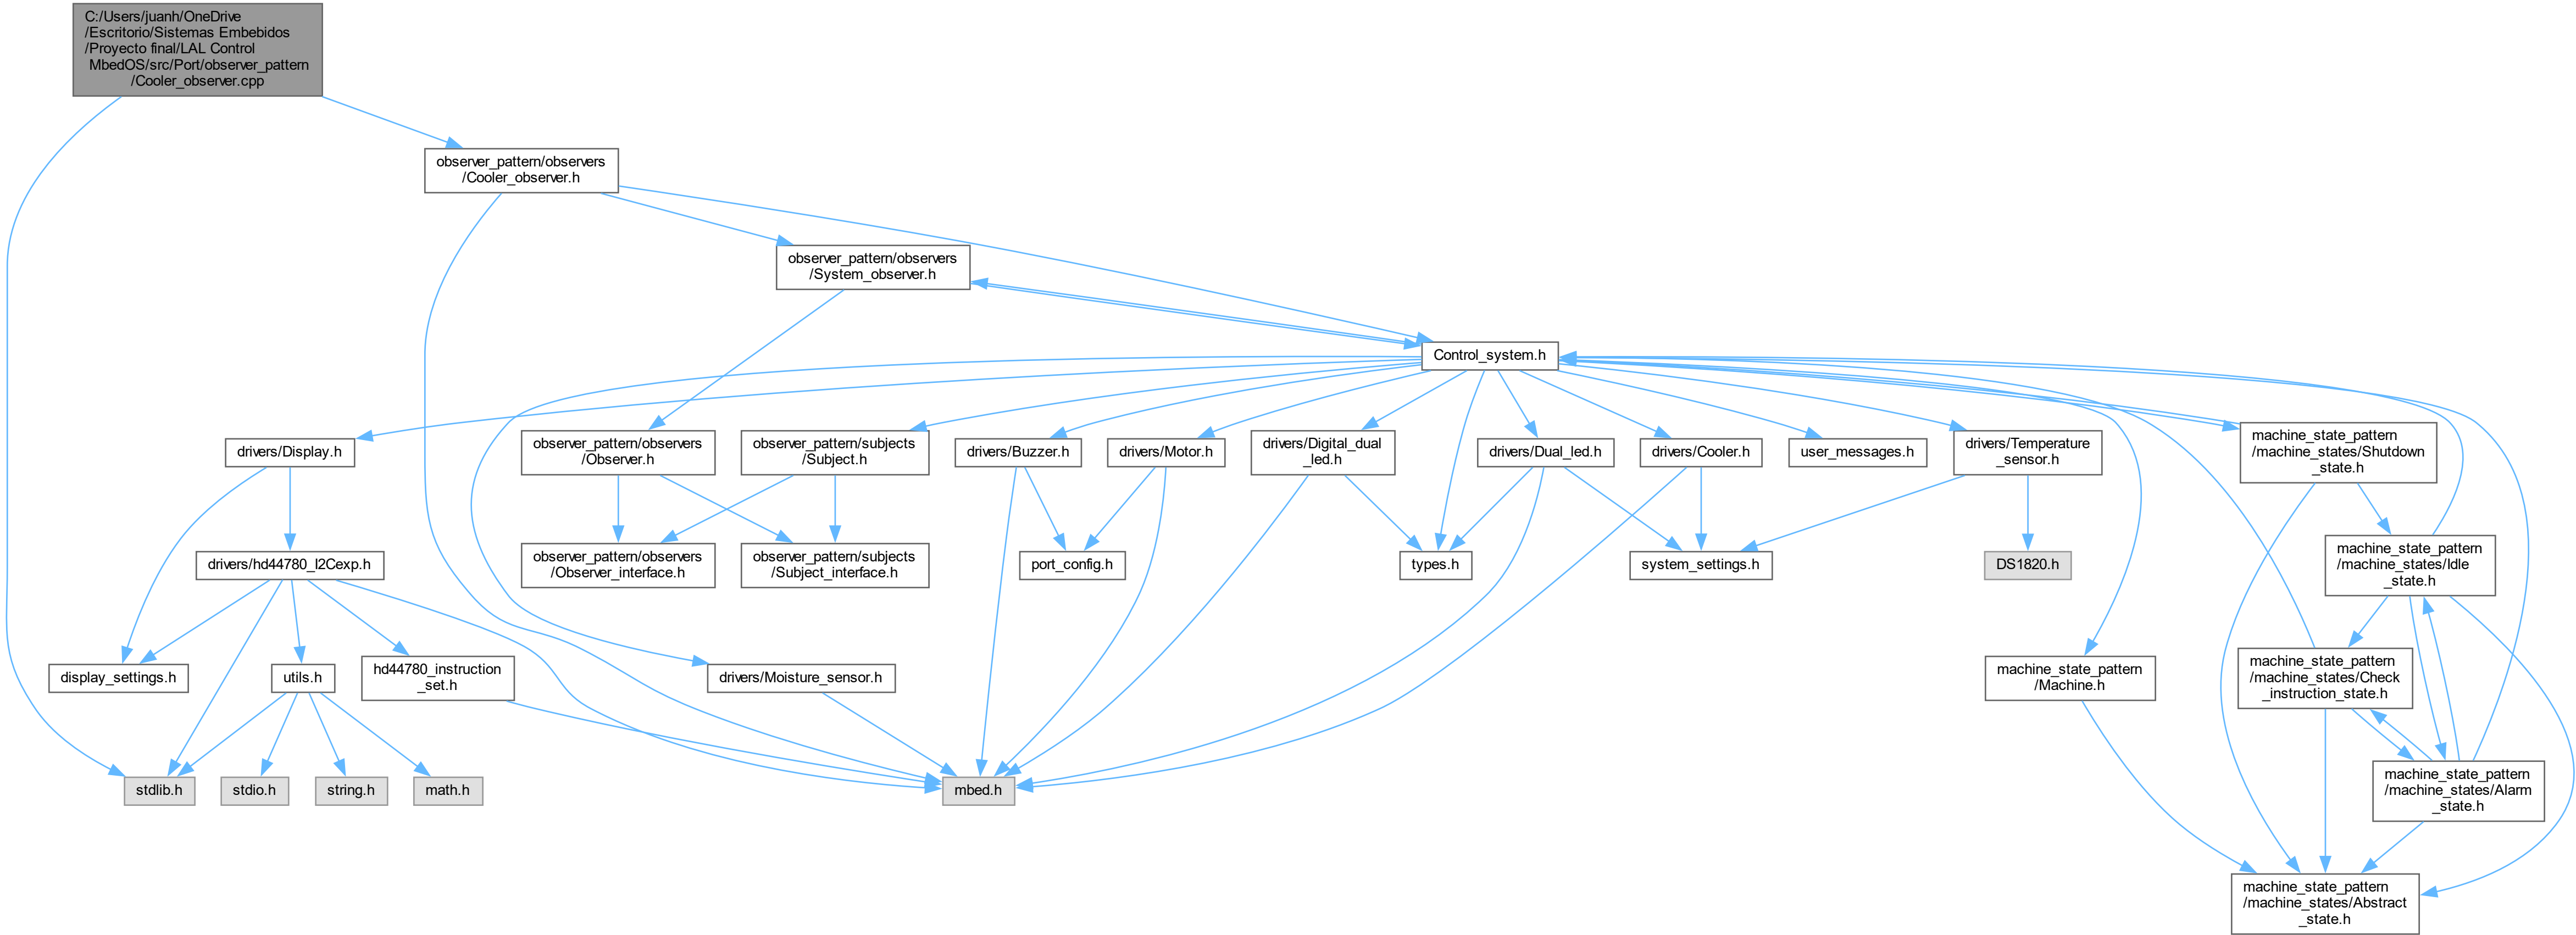 C:/Users/juanh/OneDrive
/Escritorio/Sistemas Embebidos
/Proyecto final/LAL Control
MbedOS/src/Port/observer_pattern
/Cooler_observer.cpp
observer_pattern/observers
/Cooler_observer.h
observer_pattern/observers
/System_observer.h
Control_system.h
drivers/Display.h
observer_pattern/observers
/Observer.h
observer_pattern/subjects
/Subject.h
drivers/Buzzer.h
drivers/Motor.h
drivers/Digital_dual
_led.h
drivers/Dual_led.h
drivers/Cooler.h
user_messages.h
drivers/Temperature
_sensor.h
machine_state_pattern
/machine_states/Shutdown
_state.h
drivers/hd44780_I2Cexp.h
observer_pattern/observers
/Observer_interface.h
observer_pattern/subjects
/Subject_interface.h
port_config.h
types.h
system_settings.h
DS1820.h
machine_state_pattern
/machine_states/Idle
_state.h
display_settings.h
utils.h
hd44780_instruction
_set.h
drivers/Moisture_sensor.h
machine_state_pattern
/Machine.h
machine_state_pattern
/machine_states/Check
_instruction_state.h
stdlib.h
stdio.h
string.h
math.h
mbed.h
machine_state_pattern
/machine_states/Alarm
_state.h
machine_state_pattern
/machine_states/Abstract
_state.h